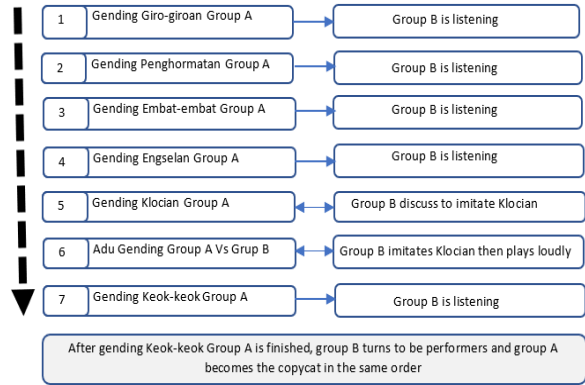 1 Gending Giro-giroan Group A
Group B is listening
2 Gending Penghormatan Group A
Group B is listening
3 Gending Embat-embat Group A
Group B is listening
4 Gending Engselan Group A
Group B is listening
5 Gending Klocian Group A
Group B discuss to imitate Klocian
6 Adu Gending Group A Vs Grup B
Group B imitates Klocian then plays loudly
7 Gending Keok-keok Group A
Group B is listening
After gending Keok-keok Group A is finished, group B turns to be performers and group A
becomes the copycat in the same order